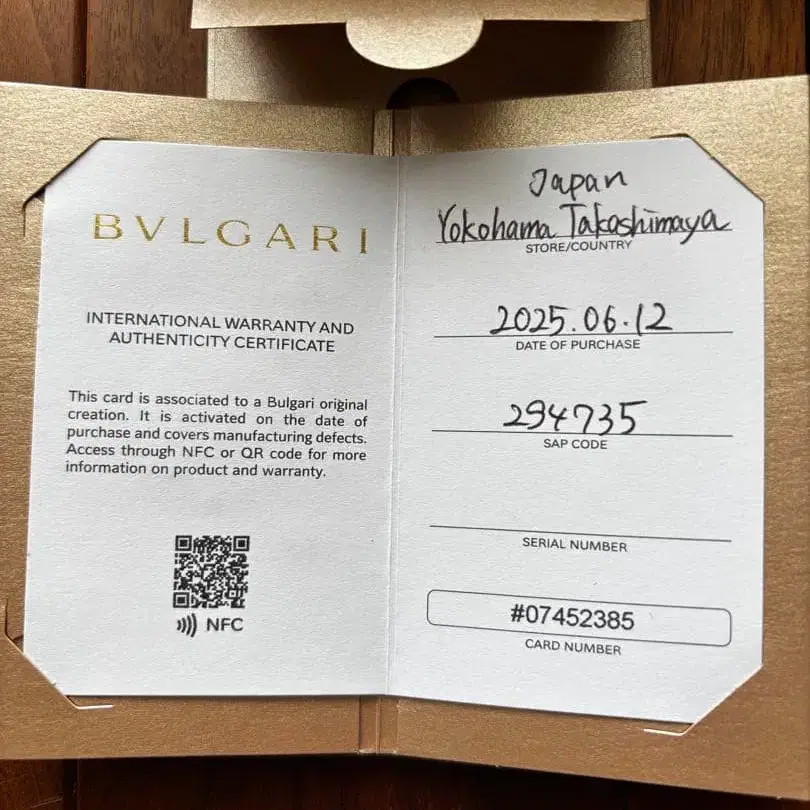 BVLGARI
INTERNATIONAL WARRANTY AND
AUTHENTICITY CERTIFICATE
This card is associated to a Bulgari original
creation. It is activated on the date of
purchase and covers manufacturing defects.
Access through NFC or QR code for more
information on product and warranty.
NFC
Japan
Yokohama Takashimaya
STORE/COUNTRY
2025.06.12
DATE OF PURCHASE
294735
SAP CODE
SERIAL NUMBER
#07452385
CARD NUMBER